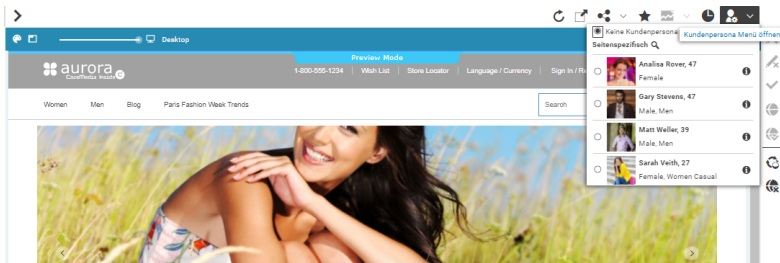 Keine Kundenpersona
Kundenpersona Menü öffnen
Desktop
Seitenspezifisch
Preview Mode
aurora
CoreMedia Inside
1-800-555-1234 | Wish List | Store Locator | Language / Currency | Sign In / Re
Analisa Rover, 47
Female
Gary Stevens, 47
Male, Men
Matt Weller, 39
Male, Men
Sarah Veith, 27
Female, Women Casual
Women Men Blog Paris Fashion Week Trends
Search